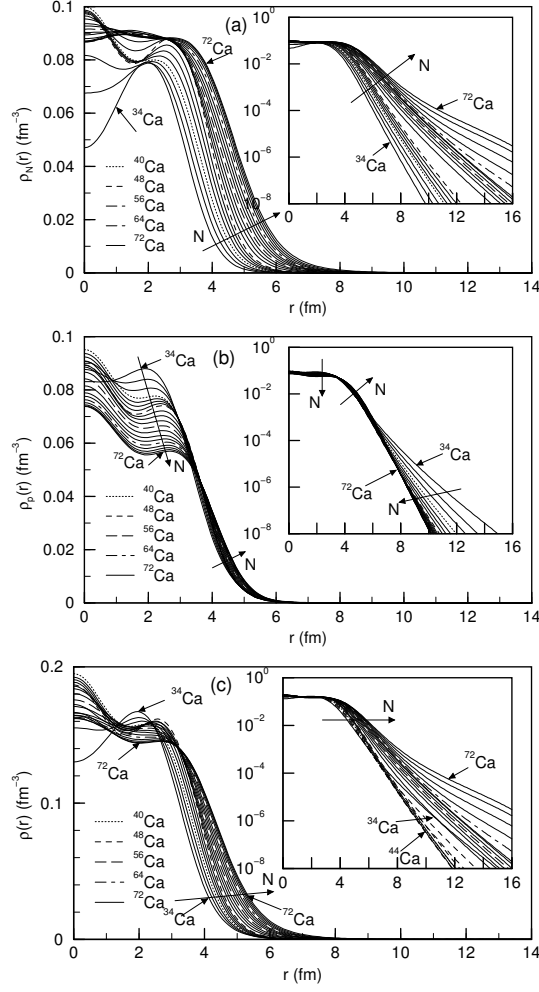 (a)
ρN(r) (fm⁻³)
0.1
0.08
0.06
0.04
0.02
0
0 2 4 6 8 10 12 14
r (fm)
³⁴Ca
⁷²Ca
N
⁴⁰Ca
⁴⁸Ca
⁵⁶Ca
⁶⁴Ca
⁷²Ca
10⁰
10⁻²
10⁻⁴
10⁻⁶
10⁻⁸
0 4 8 12 16
N
⁷²Ca
³⁴Ca
(b)
ρp(r) (fm⁻³)
0.1
0.08
0.06
0.04
0.02
0
0 2 4 6 8 10 12 14
r (fm)
³⁴Ca
⁷²Ca
N
N
⁴⁰Ca
⁴⁸Ca
⁵⁶Ca
⁶⁴Ca
⁷²Ca
10⁰
10⁻²
10⁻⁴
10⁻⁶
10⁻⁸
0 4 8 12 16
N
N
³⁴Ca
⁷²Ca
N
(c)
ρ(r) (fm⁻³)
0.2
0.1
0
0 2 4 6 8 10 12 14
r (fm)
³⁴Ca
⁷²Ca
N
³⁴Ca
⁷²Ca
⁴⁰Ca
⁴⁸Ca
⁵⁶Ca
⁶⁴Ca
⁷²Ca
10⁰
10⁻²
10⁻⁴
10⁻⁶
10⁻⁸
0 4 8 12 16
N
⁷²Ca
³⁴Ca
⁴⁴Ca